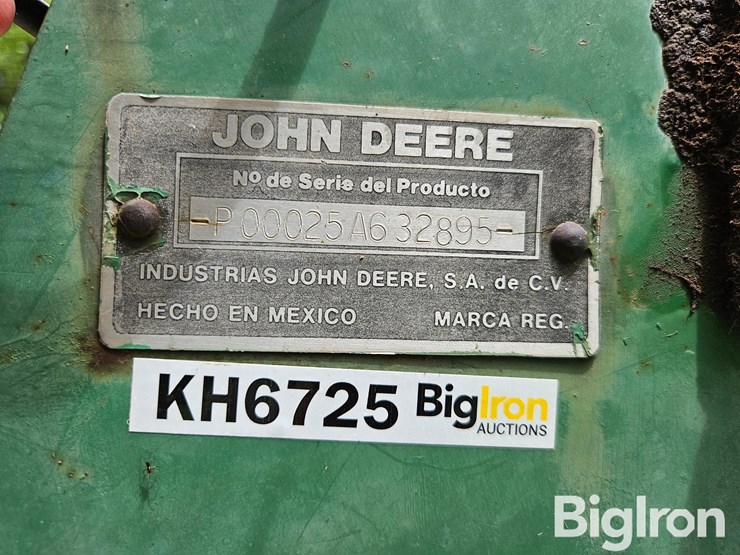 JOHN DEERE
Nº de Serie del Producto
-P00025A632895-
INDUSTRIAS JOHN DEERE, S.A. de C.V.
HECHO EN MEXICO MARCA REG.
KH6725 BigIron
AUCTIONS
BigIron